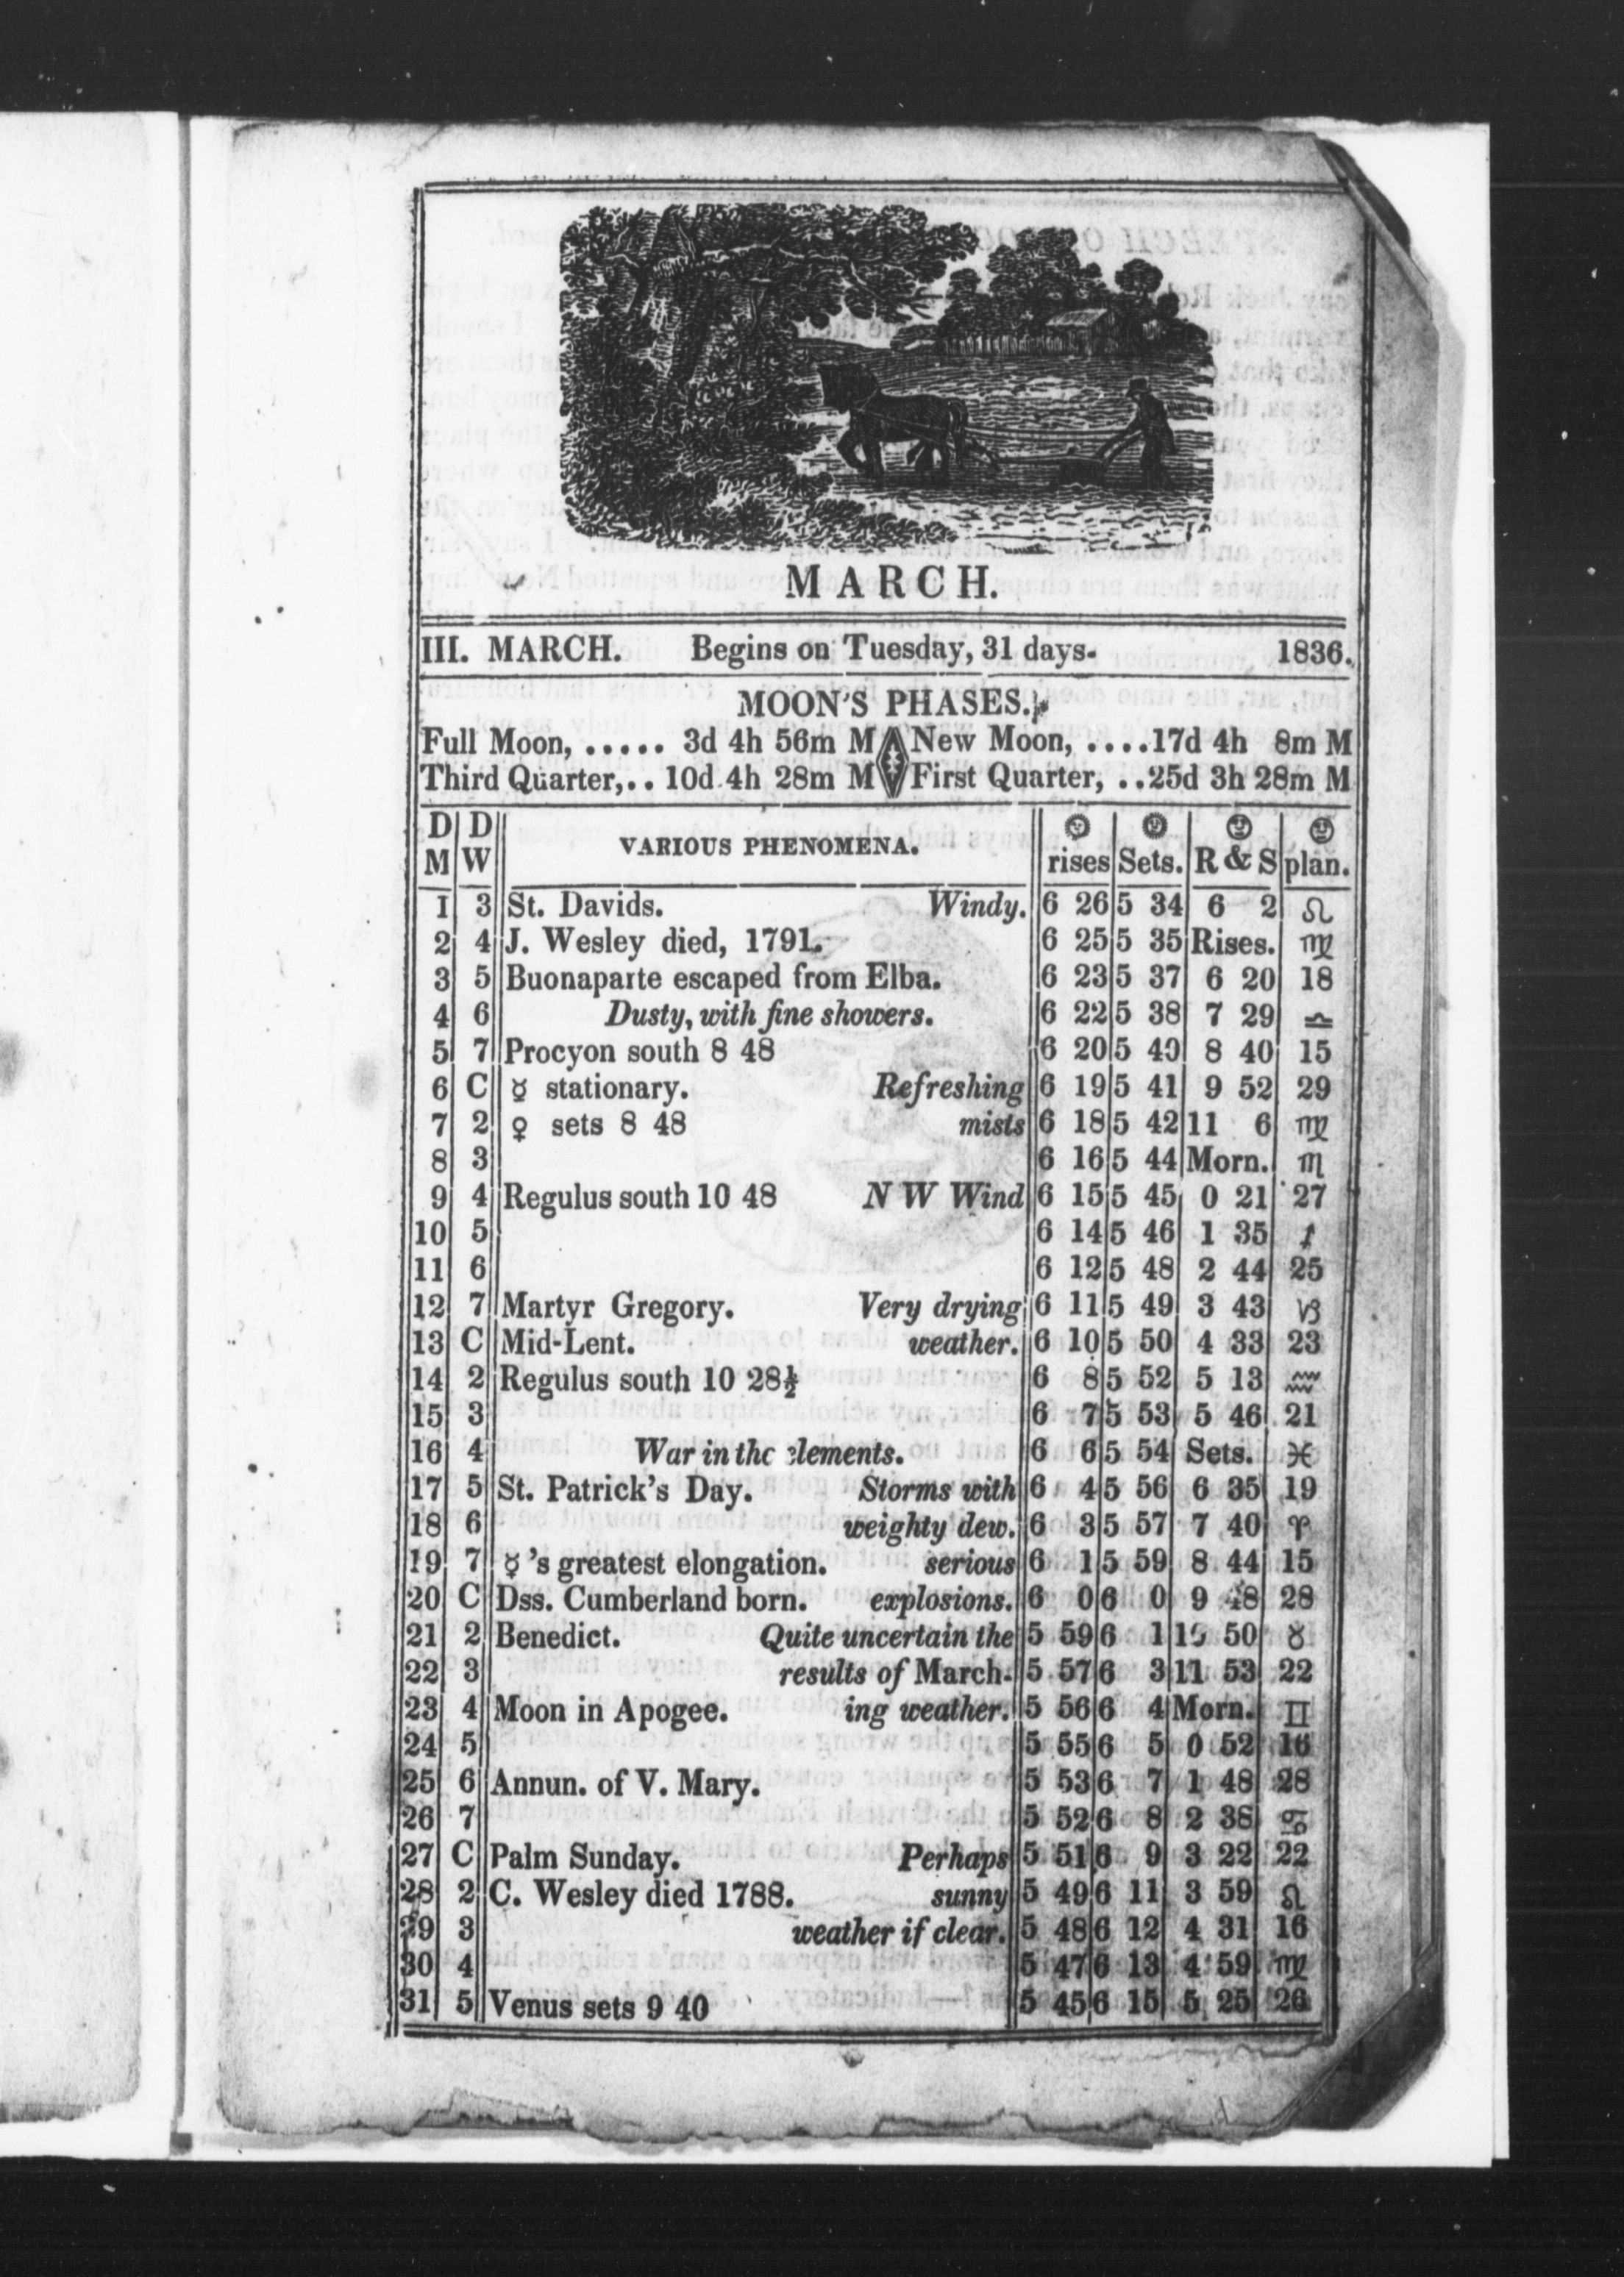 MARCH.
III. MARCH. Begins on Tuesday, 31 days. 1836.
MOON'S PHASES.
Full Moon, ..... 3d 4h 56m M New Moon, ....17d 4h 8m M
Third Quarter,.. 10d 4h 28m M First Quarter, ..25d 3h 28m M
D M D W VARIOUS PHENOMENA. rises Sets. R & S plan.
1 3 St. Davids. Windy. 6 26 5 34 6 2 ♌
2 4 J. Wesley died, 1791. 6 25 5 35 Rises. ♍
3 5 Buonaparte escaped from Elba. 6 23 5 37 6 20 18
4 6 Dusty, with fine showers. 6 22 5 38 7 29 ♎
5 7 Procyon south 8 48 6 20 5 40 8 40 15
6 C ☿ stationary. Refreshing 6 19 5 41 9 52 29
7 2 ♀ sets 8 48 mists 6 18 5 42 11 6 ♍
8 3 6 16 5 44 Morn. ♏
9 4 Regulus south 10 48 N W Wind 6 15 5 45 0 21 27
10 5 6 14 5 46 1 35 ♐
11 6 6 12 5 48 2 44 25
12 7 Martyr Gregory. Very drying 6 11 5 49 3 43 ♑
13 C Mid-Lent. weather. 6 10 5 50 4 33 23
14 2 Regulus south 10 28½ 6 8 5 52 5 13 ♒
15 3 6 7 5 53 5 46 21
16 4 War in the elements. 6 6 5 54 Sets. ♓
17 5 St. Patrick's Day. Storms with 6 4 5 56 6 35 19
18 6 weighty dew. 6 3 5 57 7 40 ♈
19 7 ☿'s greatest elongation. serious 6 1 5 59 8 44 15
20 C Dss. Cumberland born. explosions. 6 0 6 0 9 48 28
21 2 Benedict. Quite uncertain the 5 59 6 1 10 50 ♉
22 3 results of March- 5 57 6 3 11 53 22
23 4 Moon in Apogee. ing weather. 5 56 6 4 Morn. ♊
24 5 5 55 6 5 0 52 16
25 6 Annun. of V. Mary. 5 53 6 7 1 48 28
26 7 5 52 6 8 2 38 ♋
27 C Palm Sunday. Perhaps 5 51 6 9 3 22 22
28 2 C. Wesley died 1788. sunny 5 49 6 11 3 59 ♌
29 3 weather if clear. 5 48 6 12 4 31 16
30 4 5 47 6 13 4 59 ♍
31 5 Venus sets 9 40 5 45 6 15 5 25 26